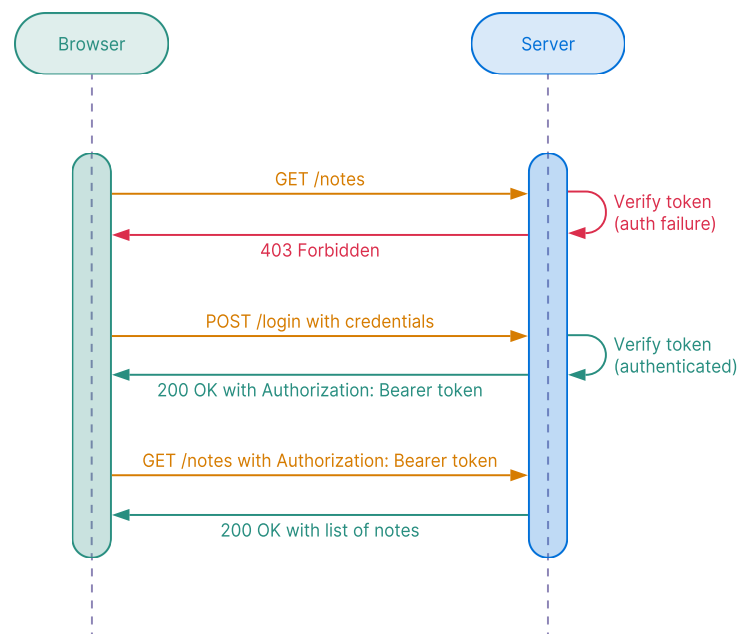 Browser
Server
GET /notes
Verify token
(auth failure)
403 Forbidden
POST /login with credentials
Verify token
(authenticated)
200 OK with Authorization: Bearer token
GET /notes with Authorization: Bearer token
200 OK with list of notes